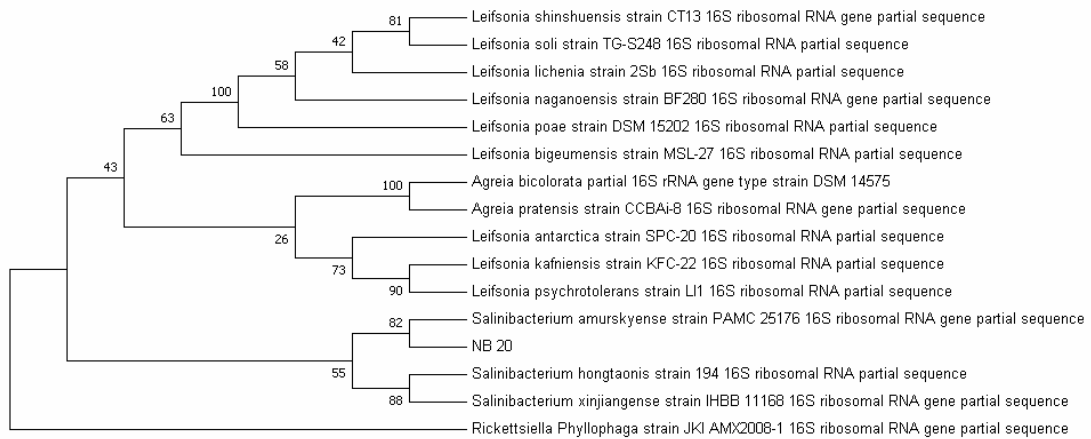 81
Leifsonia shinshuensis strain CT13 16S ribosomal RNA gene partial sequence
42
Leifsonia soli strain TG-S248 16S ribosomal RNA partial sequence
58
Leifsonia lichenia strain 2Sb 16S ribosomal RNA partial sequence
100
Leifsonia naganoensis strain BF280 16S ribosomal RNA gene partial sequence
63
Leifsonia poae strain DSM 15202 16S ribosomal RNA partial sequence
43
Leifsonia bigeumensis strain MSL-27 16S ribosomal RNA partial sequence
100
Agreia bicolorata partial 16S rRNA gene type strain DSM 14575
Agreia pratensis strain CCBAi-8 16S ribosomal RNA gene partial sequence
26
Leifsonia antarctica strain SPC-20 16S ribosomal RNA partial sequence
73
Leifsonia kafniensis strain KFC-22 16S ribosomal RNA partial sequence
90
Leifsonia psychrotolerans strain LI1 16S ribosomal RNA partial sequence
82
Salinibacterium amurskyense strain PAMC 25176 16S ribosomal RNA gene partial sequence
NB 20
55
Salinibacterium hongtaonis strain 194 16S ribosomal RNA partial sequence
88
Salinibacterium xinjiangense strain IHBB 11168 16S ribosomal RNA gene partial sequence
Rickettsiella Phyllophaga strain JKI AMX2008-1 16S ribosomal RNA gene partial sequence